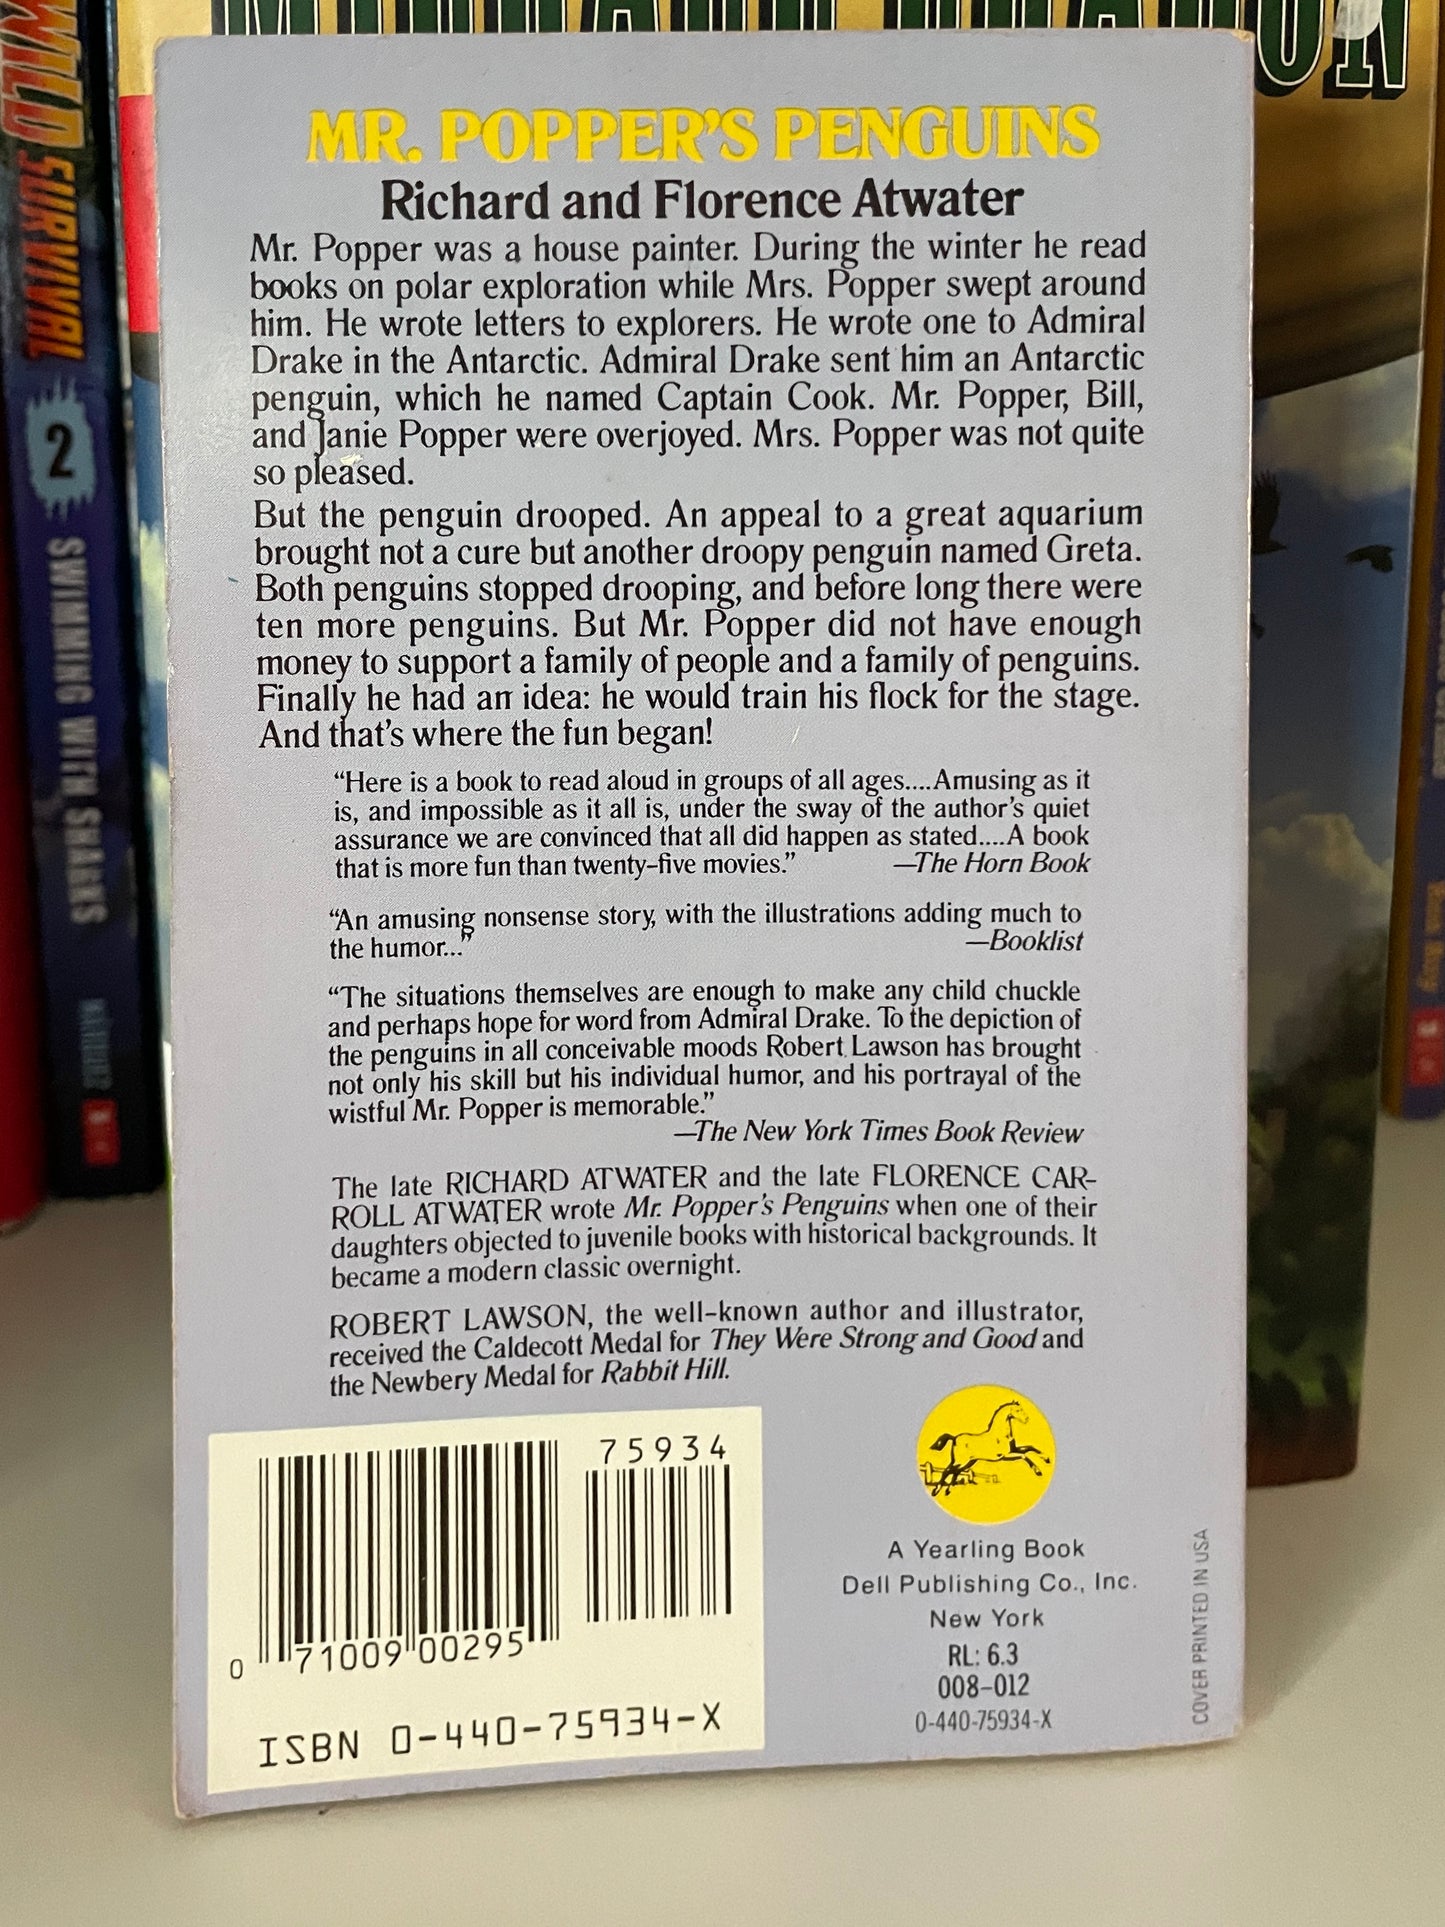 WILD SURVIVAL
2
SWIMMING WITH SHARKS
MR. POPPER'S PENGUINS
Richard and Florence Atwater
Mr. Popper was a house painter. During the winter he read
books on polar exploration while Mrs. Popper swept around
him. He wrote letters to explorers. He wrote one to Admiral
Drake in the Antarctic. Admiral Drake sent him an Antarctic
penguin, which he named Captain Cook. Mr. Popper, Bill,
and Janie Popper were overjoyed. Mrs. Popper was not quite
so pleased.
But the penguin drooped. An appeal to a great aquarium
brought not a cure but another droopy penguin named Greta.
Both penguins stopped drooping, and before long there were
ten more penguins. But Mr. Popper did not have enough
money to support a family of people and a family of penguins.
Finally he had an idea: he would train his flock for the stage.
And that's where the fun began!
“Here is a book to read aloud in groups of all ages....Amusing as it
is, and impossible as it all is, under the sway of the author's quiet
assurance we are convinced that all did happen as stated....A book
that is more fun than twenty-five movies.” —The Horn Book
“An amusing nonsense story, with the illustrations adding much to
the humor...” —Booklist
“The situations themselves are enough to make any child chuckle
and perhaps hope for word from Admiral Drake. To the depiction of
the penguins in all conceivable moods Robert Lawson has brought
not only his skill but his individual humor, and his portrayal of the
wistful Mr. Popper is memorable.”
—The New York Times Book Review
The late RICHARD ATWATER and the late FLORENCE CAR-
ROLL ATWATER wrote Mr. Popper's Penguins when one of their
daughters objected to juvenile books with historical backgrounds. It
became a modern classic overnight.
ROBERT LAWSON, the well-known author and illustrator,
received the Caldecott Medal for They Were Strong and Good and
the Newbery Medal for Rabbit Hill.
75934
0 71009 00295
ISBN 0-440-75934-X
A Yearling Book
Dell Publishing Co., Inc.
New York
RL: 6.3
008-012
0-440-75934-X
COVER PRINTED IN USA